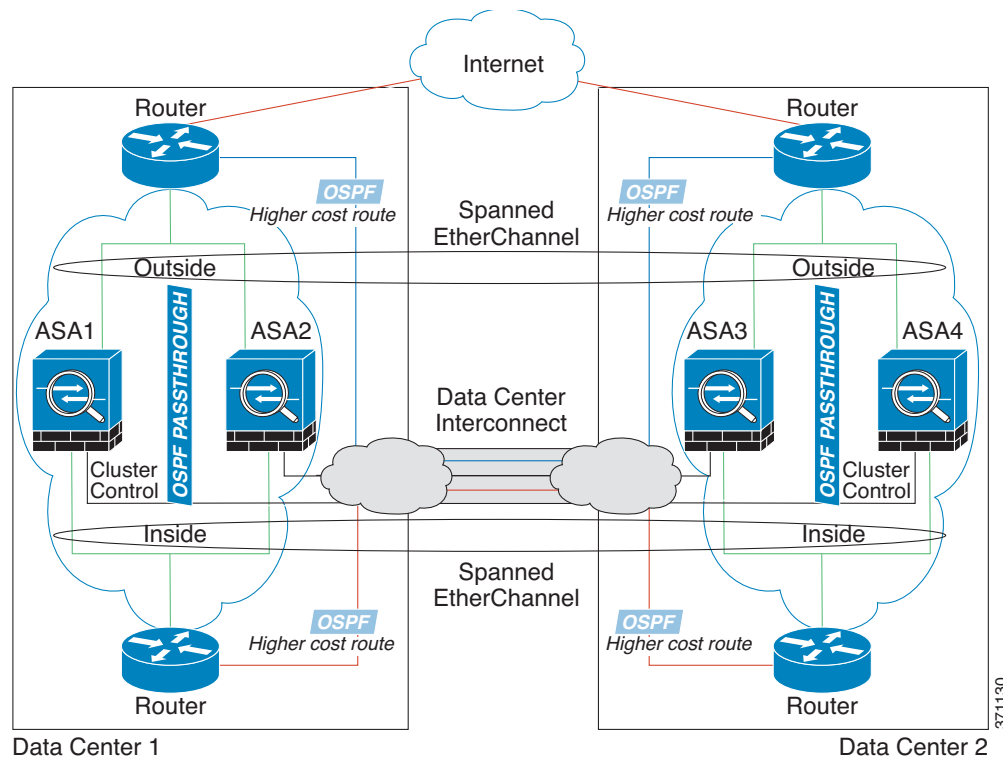 Internet
Router
Router
OSPF
Higher cost route
OSPF
Higher cost route
Spanned
EtherChannel
Outside
Outside
ASA1
ASA2
ASA3
ASA4
OSPF PASSTHROUGH
OSPF PASSTHROUGH
Data Center
Interconnect
Cluster
Control
Cluster
Control
Inside
Inside
Spanned
EtherChannel
OSPF
Higher cost route
OSPF
Higher cost route
Router
Router
371130
Data Center 1
Data Center 2